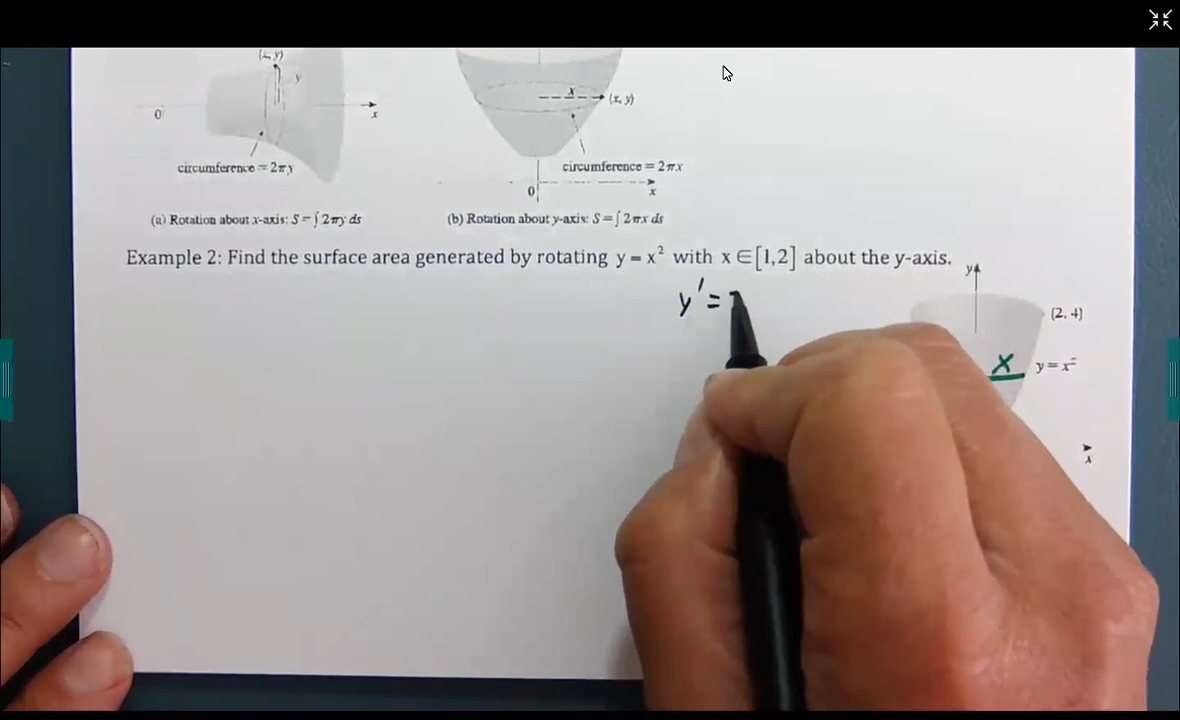 (x, y)
y
0
x
circumference = 2πy
(a) Rotation about x-axis: S = ∫ 2πy ds
x
(x, y)
circumference = 2πx
0
x
(b) Rotation about y-axis: S = ∫ 2πx ds
Example 2: Find the surface area generated by rotating y = x² with x ∈ [1,2] about the y-axis.
y' =
y
(2, 4)
X
y = x²
x